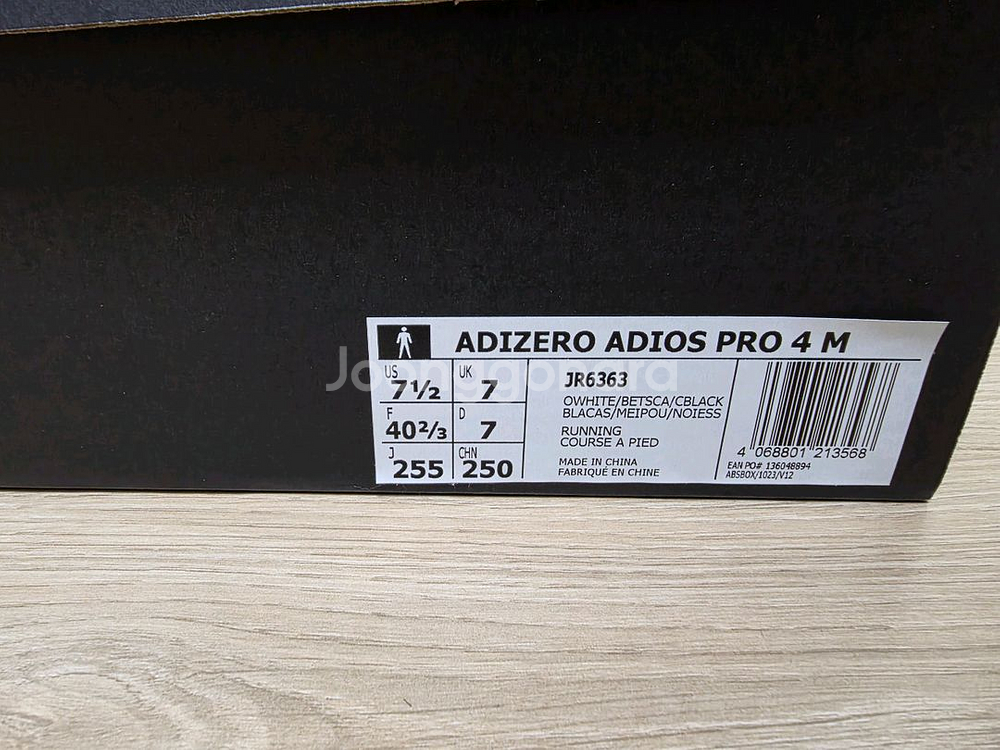 ADIZERO ADIOS PRO 4 M
US 7½ UK 7
F 40⅔ D 7
J 255 CHN 250
JR6363
OWHITE/BETSCA/CBLACK
BLACAS/MEIPOU/NOIESS
RUNNING
COURSE A PIED
MADE IN CHINA
FABRIQUÉ EN CHINE
4 068801 213568
EAN PO# 136048894
ABSBOX/1023/V12
Joonggonara